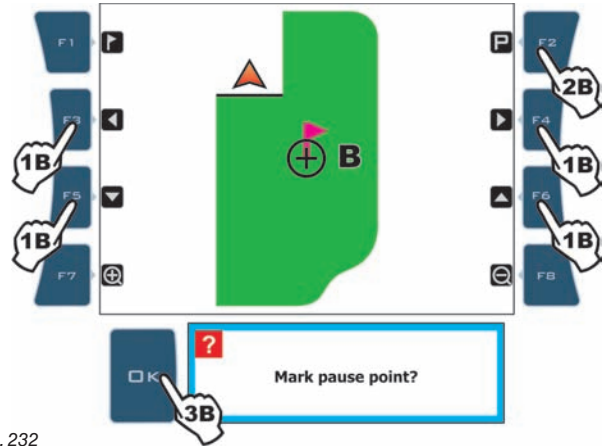 F1
P
F2
2B
F3
F4
1B
B
1B
F5
F6
1B
1B
F7
F8
?
OK
Mark pause point?
3B
. 232